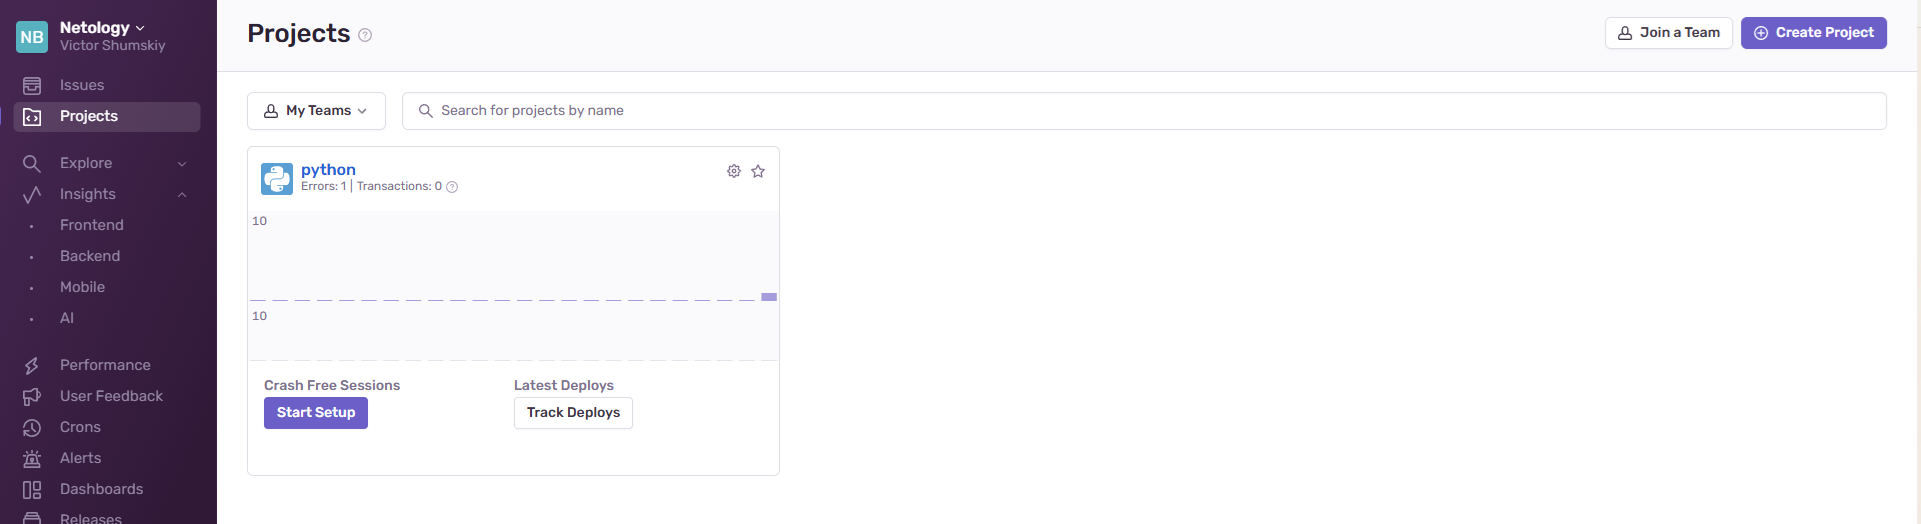 NB
Netology
Victor Shumskiy
Issues
Projects
Explore
Insights
Frontend
Backend
Mobile
AI
Performance
User Feedback
Crons
Alerts
Dashboards
Releases
Projects ?
Join a Team
Create Project
My Teams
Search for projects by name
python
Errors: 1 | Transactions: 0 ?
10
10
Crash Free Sessions
Start Setup
Latest Deploys
Track Deploys